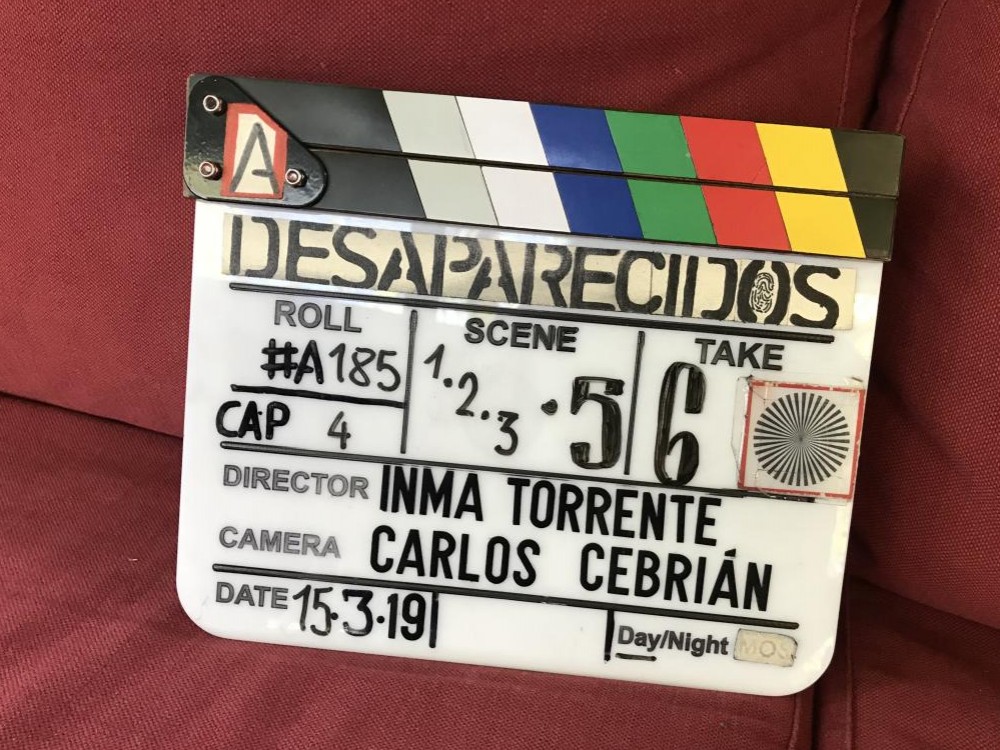 A
DESAPARECIDOS
ROLL SCENE TAKE
#A185 1.2.3.5 6
CAP 4
DIRECTOR INMA TORRENTE
CAMERA CARLOS CEBRIÁN
DATE 15.3.19
Day/Night MOS